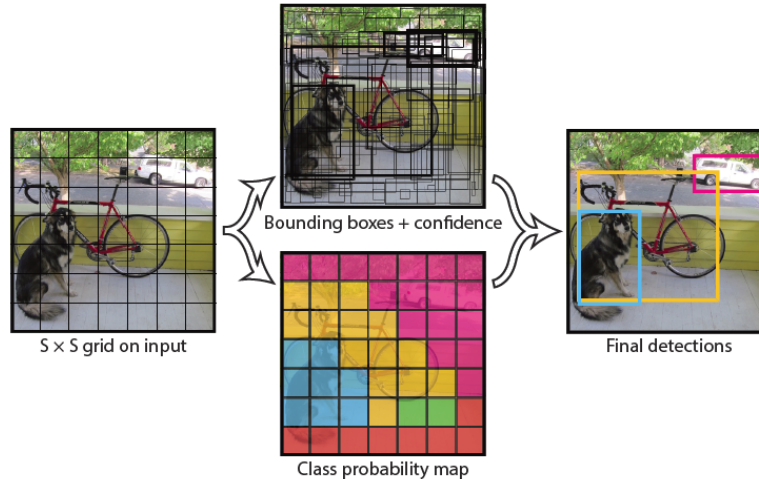 Bounding boxes + confidence
S × S grid on input
Final detections
Class probability map